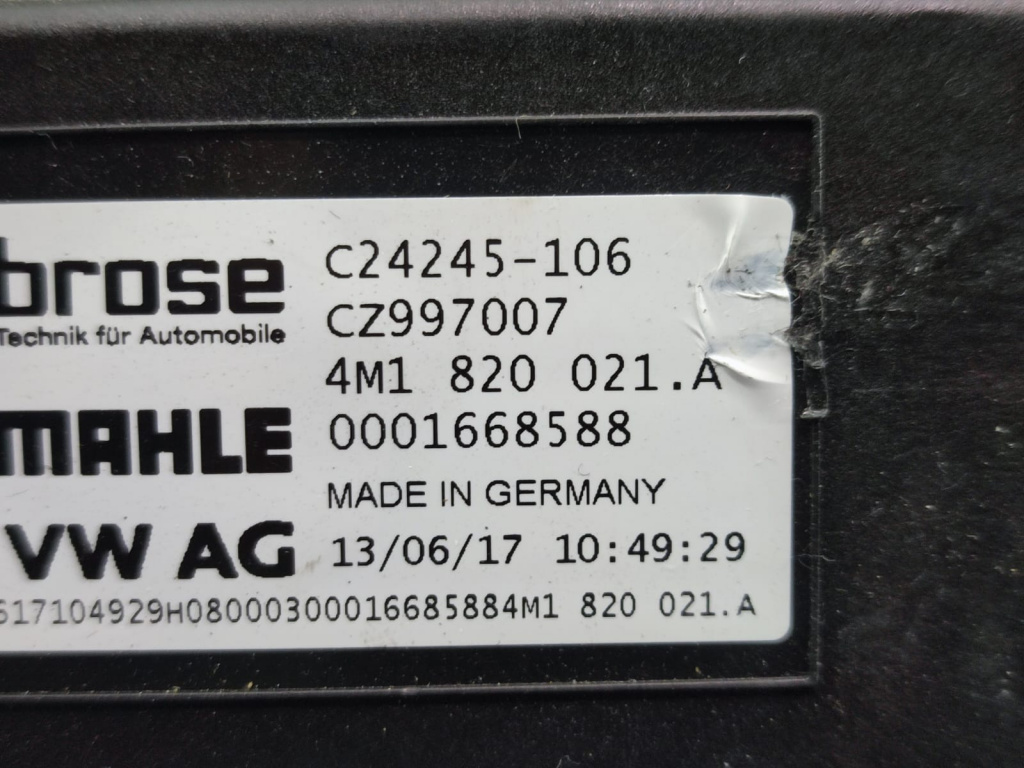 brose
Technik für Automobile
MAHLE
VW AG
C24245-106
CZ997007
4M1 820 021.A
0001668588
MADE IN GERMANY
13/06/17 10:49:29
617104929H08000300016685884M1 820 021.A